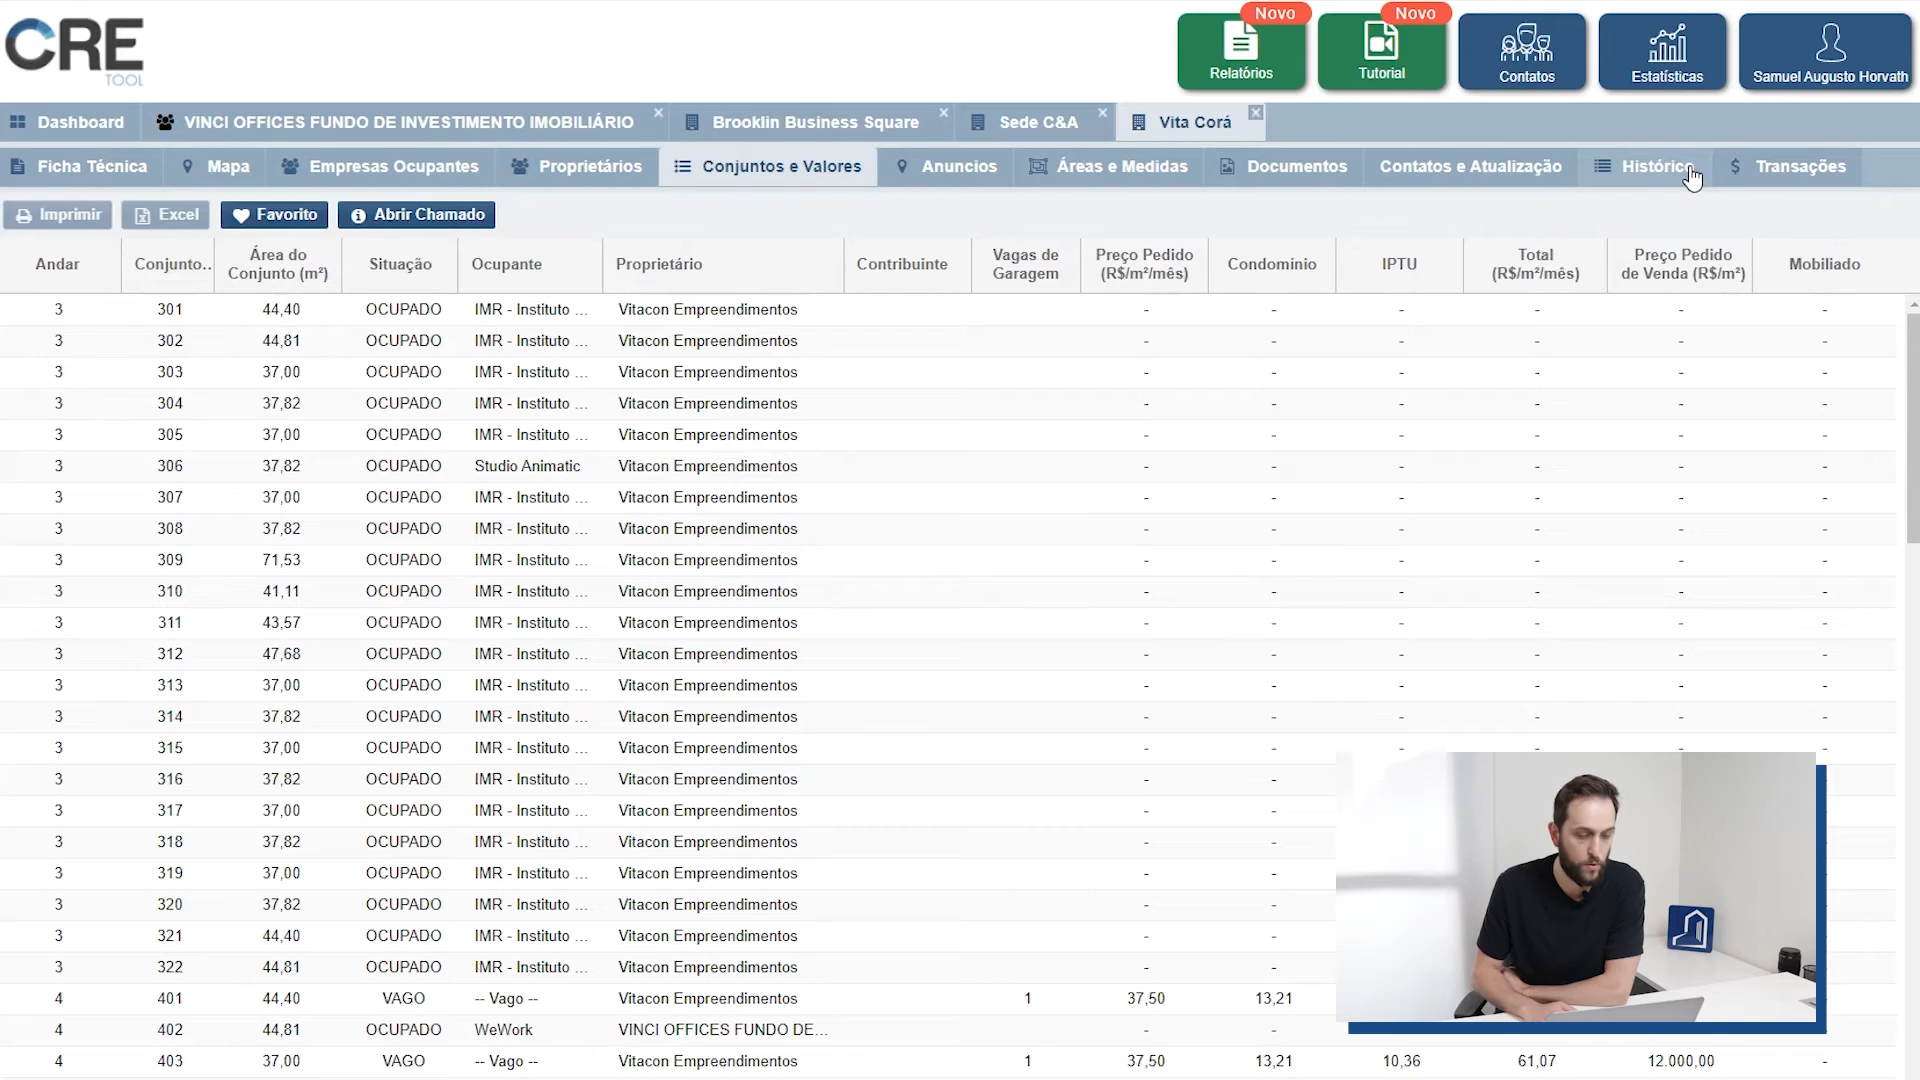 CRE
TOOL
Novo
Novo
Relatórios
Tutorial
Contatos
Estatísticas
Samuel Augusto Horvath
Dashboard VINCI OFFICES FUNDO DE INVESTIMENTO IMOBILIÁRIO Brooklin Business Square Sede C&A Vita Corá
Ficha Técnica Mapa Empresas Ocupantes Proprietários Conjuntos e Valores Anuncios Áreas e Medidas Documentos Contatos e Atualização Histórico $ Transações
Imprimir Excel Favorito Abrir Chamado
Andar Conjunto.. Área do Conjunto (m²) Situação Ocupante Proprietário Contribuinte Vagas de Garagem Preço Pedido (R$/m²/mês) Condomínio IPTU Total (R$/m²/mês) Preço Pedido de Venda (R$/m²) Mobiliado
3 301 44,40 OCUPADO IMR - Instituto ... Vitacon Empreendimentos - - - - - -
3 302 44,81 OCUPADO IMR - Instituto ... Vitacon Empreendimentos - - - - - -
3 303 37,00 OCUPADO IMR - Instituto ... Vitacon Empreendimentos - - - - - -
3 304 37,82 OCUPADO IMR - Instituto ... Vitacon Empreendimentos - - - - - -
3 305 37,00 OCUPADO IMR - Instituto ... Vitacon Empreendimentos - - - - - -
3 306 37,82 OCUPADO Studio Animatic Vitacon Empreendimentos - - - - - -
3 307 37,00 OCUPADO IMR - Instituto ... Vitacon Empreendimentos - - - - - -
3 308 37,82 OCUPADO IMR - Instituto ... Vitacon Empreendimentos - - - - - -
3 309 71,53 OCUPADO IMR - Instituto ... Vitacon Empreendimentos - - - - - -
3 310 41,11 OCUPADO IMR - Instituto ... Vitacon Empreendimentos - - - - - -
3 311 43,57 OCUPADO IMR - Instituto ... Vitacon Empreendimentos - - - - - -
3 312 47,68 OCUPADO IMR - Instituto ... Vitacon Empreendimentos - - - - - -
3 313 37,00 OCUPADO IMR - Instituto ... Vitacon Empreendimentos - - - - - -
3 314 37,82 OCUPADO IMR - Instituto ... Vitacon Empreendimentos - - - - - -
3 315 37,00 OCUPADO IMR - Instituto ... Vitacon Empreendimentos - - - - - -
3 316 37,82 OCUPADO IMR - Instituto ... Vitacon Empreendimentos - -
3 317 37,00 OCUPADO IMR - Instituto ... Vitacon Empreendimentos - -
3 318 37,82 OCUPADO IMR - Instituto ... Vitacon Empreendimentos - -
3 319 37,00 OCUPADO IMR - Instituto ... Vitacon Empreendimentos - -
3 320 37,82 OCUPADO IMR - Instituto ... Vitacon Empreendimentos - - -
3 321 44,40 OCUPADO IMR - Instituto ... Vitacon Empreendimentos - - -
3 322 44,81 OCUPADO IMR - Instituto ... Vitacon Empreendimentos - - -
4 401 44,40 VAGO -- Vago -- Vitacon Empreendimentos 1 37,50 13,21 -
4 402 44,81 OCUPADO WeWork VINCI OFFICES FUNDO DE... - - -
4 403 37,00 VAGO -- Vago -- Vitacon Empreendimentos 1 37,50 13,21 10,36 61,07 12.000,00 -